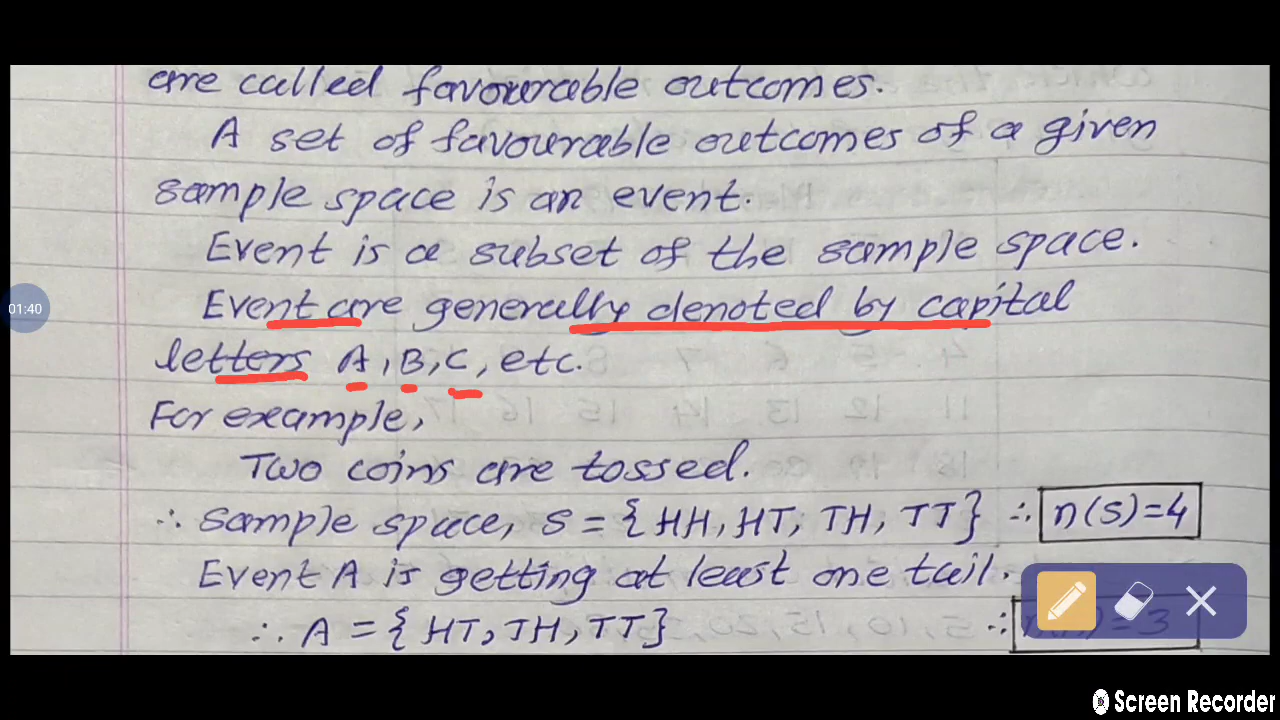 are called favourable outcomes.
A set of favourable outcomes of a given
sample space is an event.
Event is a subset of the sample space.
Event are generally denoted by capital
letters A, B, C, etc.
01:40
For example,
Two coins are tossed.
∴ sample space, S = {HH, HT, TH, TT} ∴ n(S)=4
Event A is getting at least one tail.
∴ A = {HT, TH, TT} ∴ n(A)=3
Screen Recorder